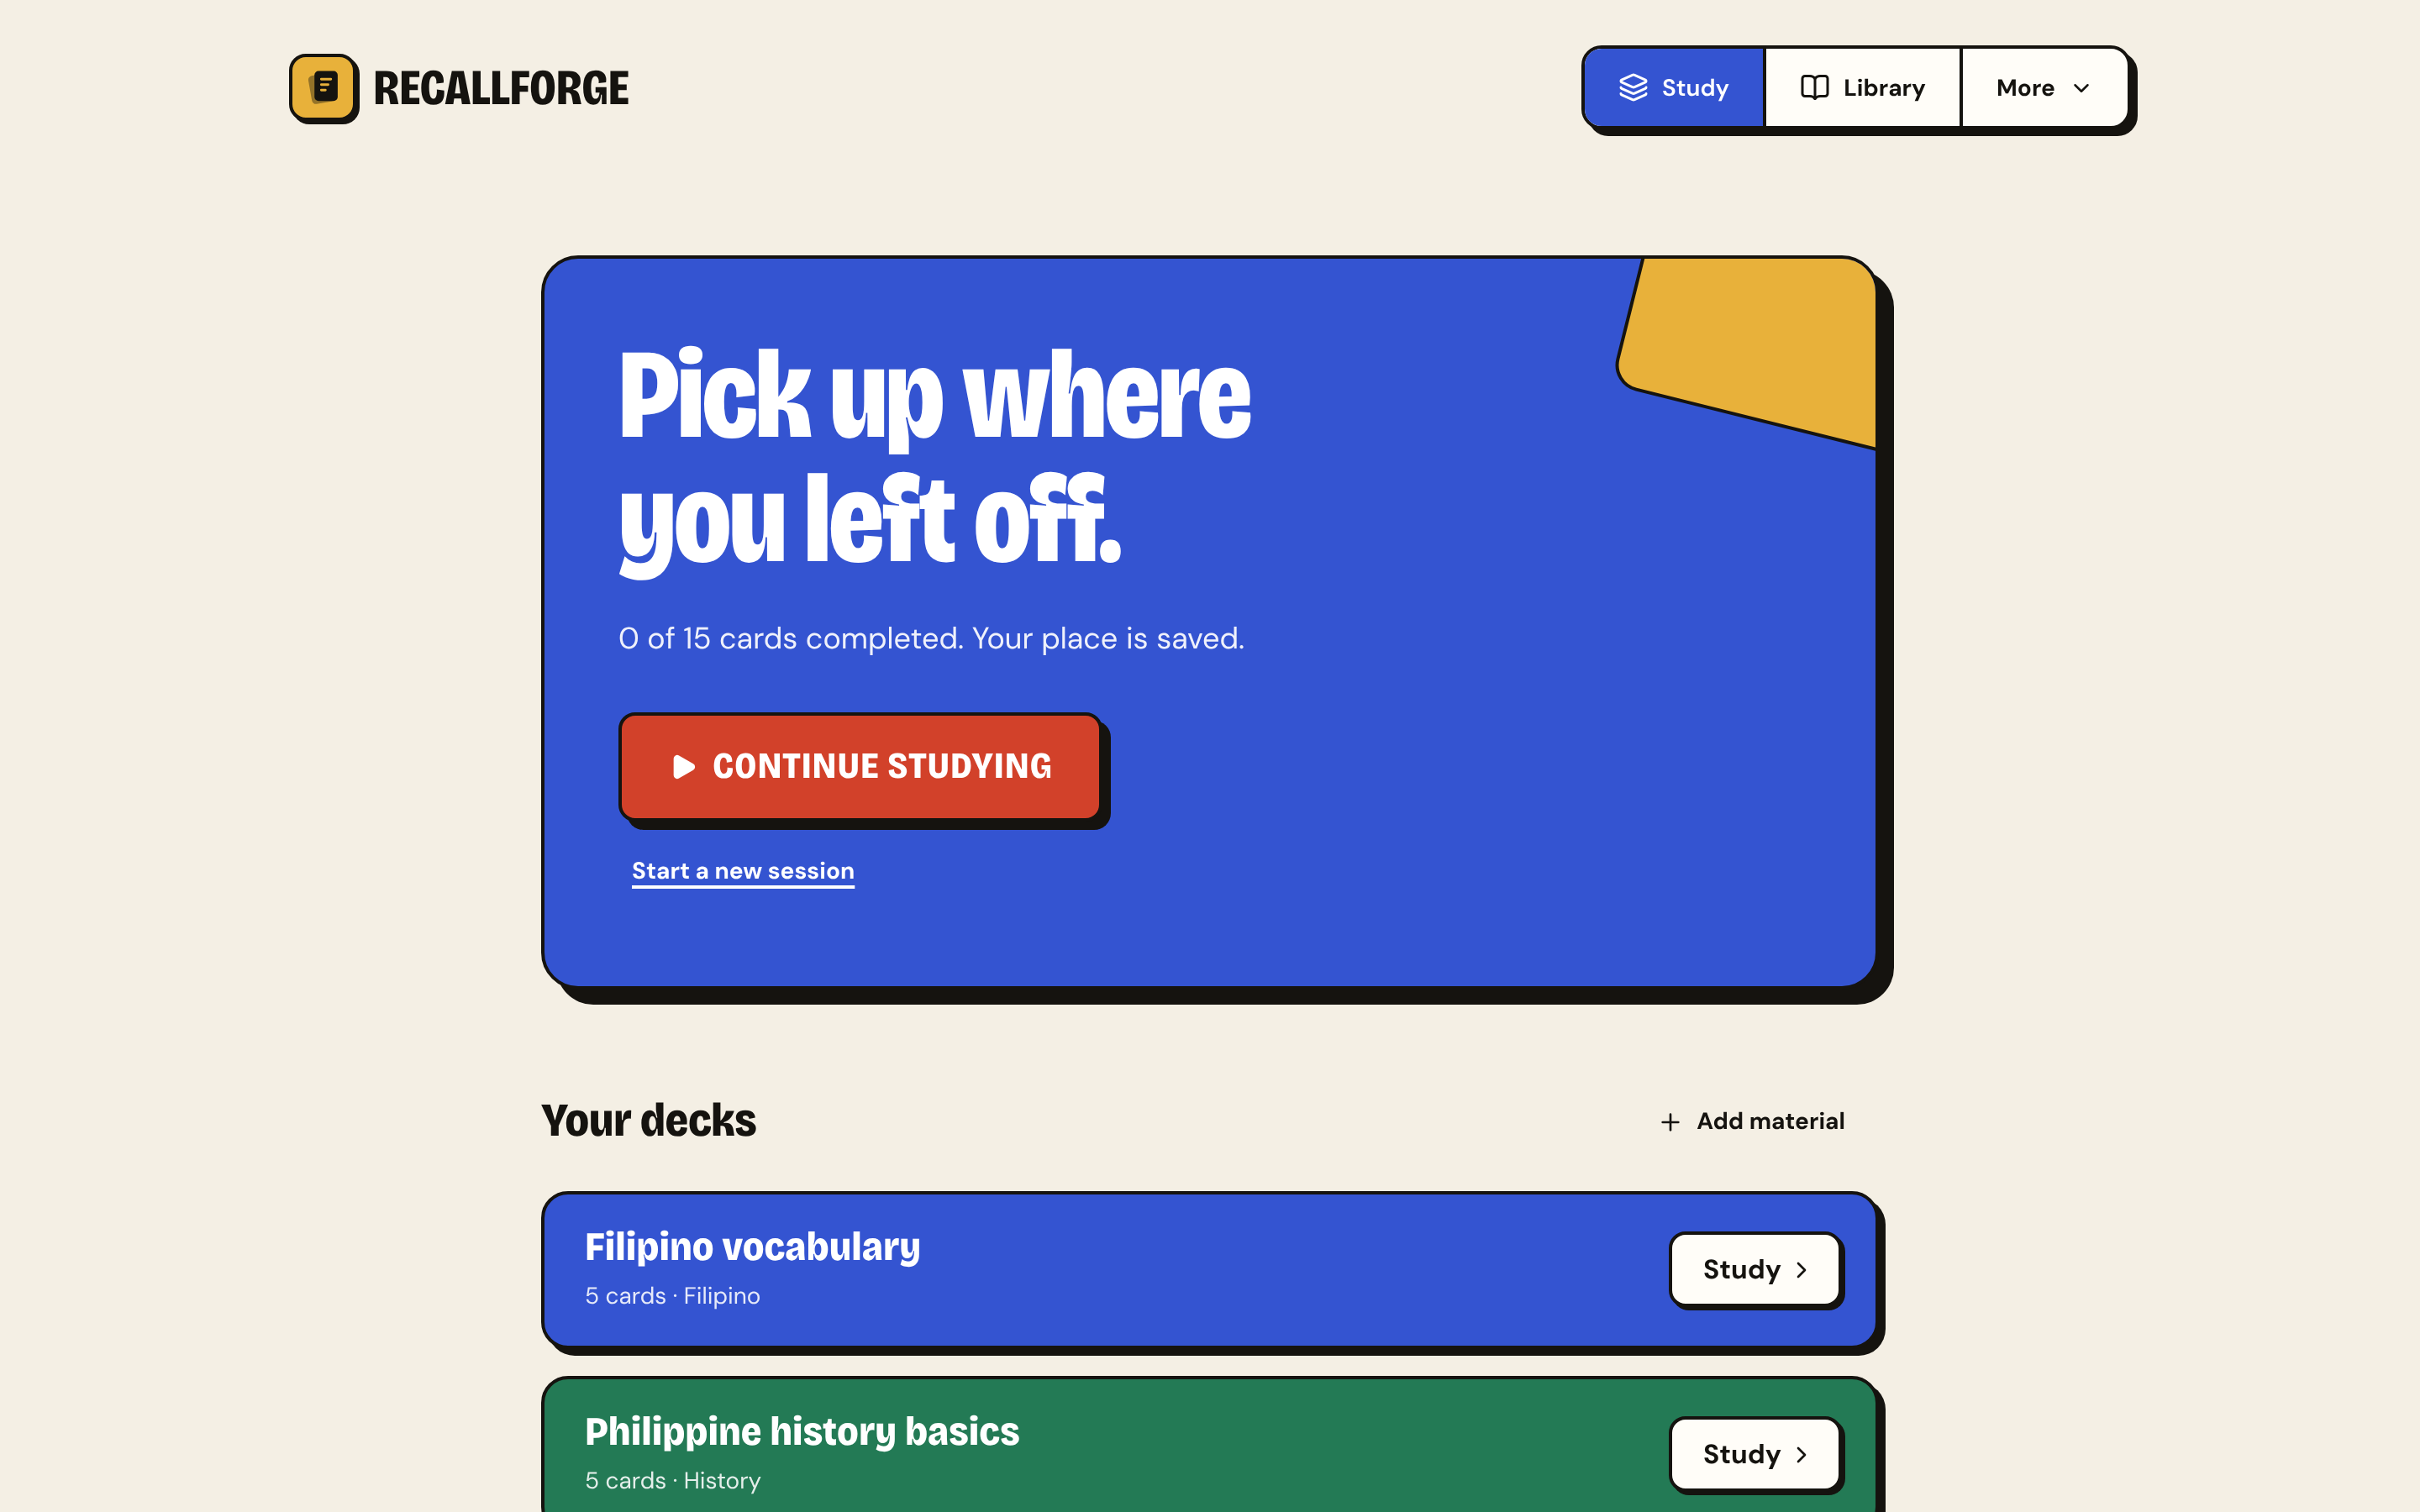 RECALLFORGE
Study
Library
More
Pick up where
you left off.
0 of 15 cards completed. Your place is saved.
CONTINUE STUDYING
Start a new session
Your decks
Add material
Filipino vocabulary
5 cards · Filipino
Study
Philippine history basics
5 cards · History
Study